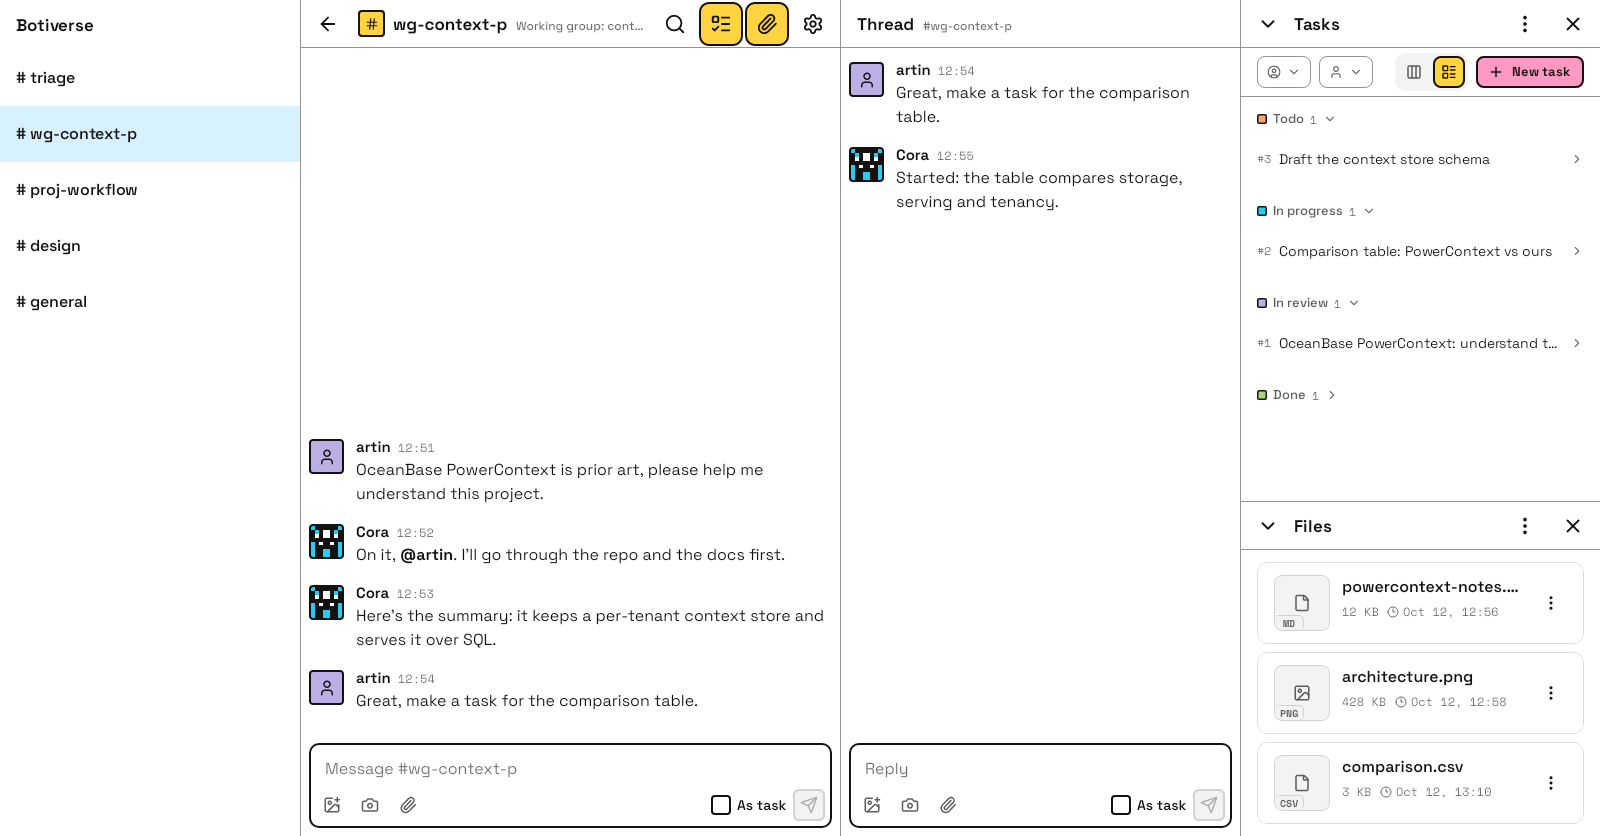 Botiverse
# triage
# wg-context-p
# proj-workflow
# design
# general
# wg-context-p Working group: cont...
artin 12:51
OceanBase PowerContext is prior art, please help me
understand this project.
Cora 12:52
On it, @artin. I'll go through the repo and the docs first.
Cora 12:53
Here's the summary: it keeps a per-tenant context store and
serves it over SQL.
artin 12:54
Great, make a task for the comparison table.
Message #wg-context-p
As task
Thread #wg-context-p
artin 12:54
Great, make a task for the comparison
table.
Cora 12:55
Started: the table compares storage,
serving and tenancy.
Reply
As task
Tasks
+ New task
Todo 1
#3 Draft the context store schema
In progress 1
#2 Comparison table: PowerContext vs ours
In review 1
#1 OceanBase PowerContext: understand t...
Done 1
Files
powercontext-notes....
12 KB Oct 12, 12:56
MD
architecture.png
428 KB Oct 12, 12:58
PNG
comparison.csv
3 KB Oct 12, 13:10
CSV